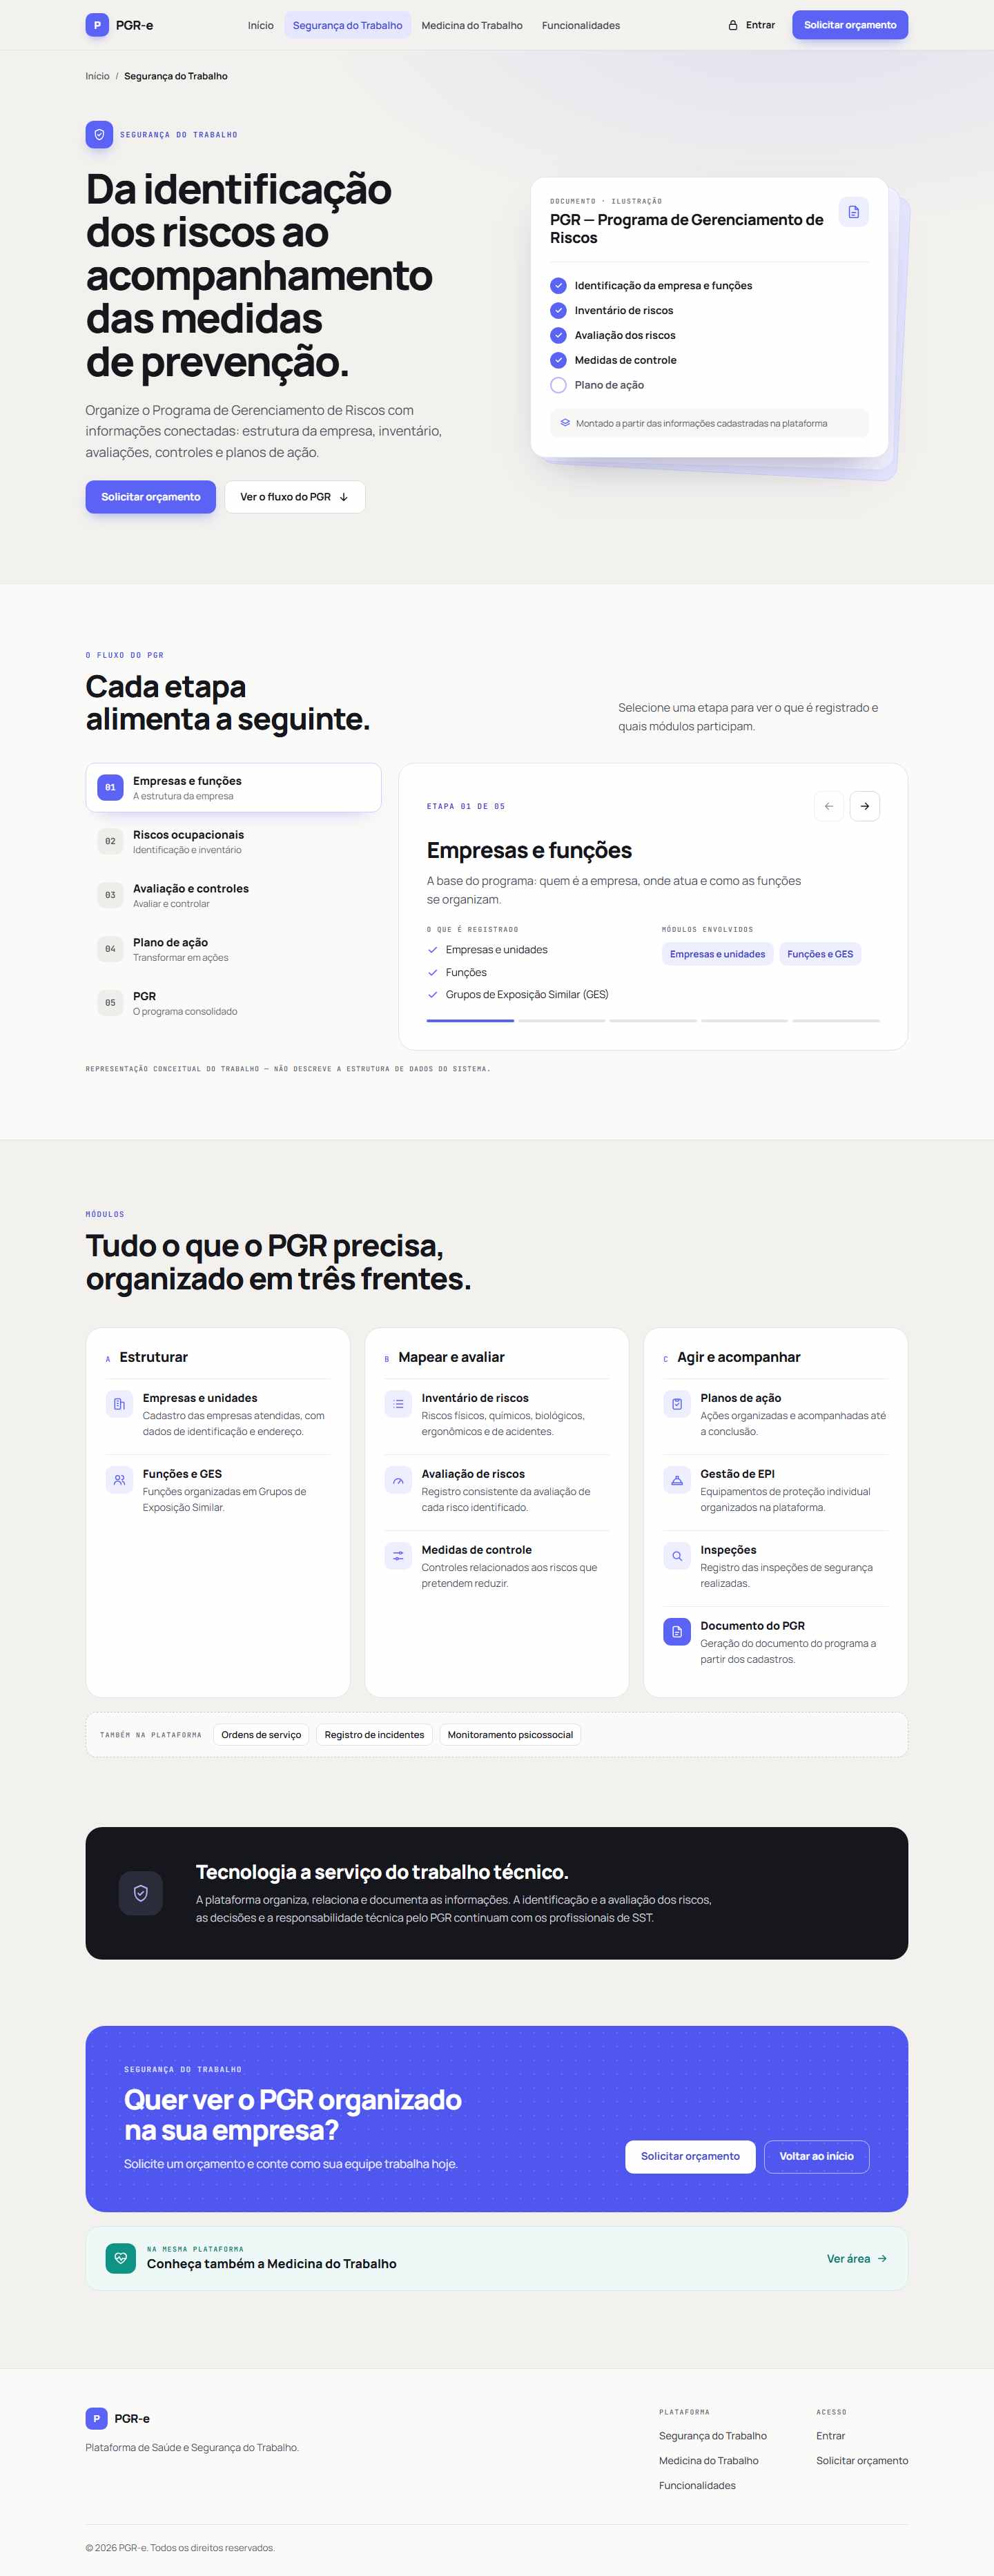 P PGR-e
Início Segurança do Trabalho Medicina do Trabalho Funcionalidades
Entrar
Solicitar orçamento
Início / Segurança do Trabalho
SEGURANÇA DO TRABALHO
Da identificação
dos riscos ao
acompanhamento
das medidas
de prevenção.
Organize o Programa de Gerenciamento de Riscos com
informações conectadas: estrutura da empresa, inventário,
avaliações, controles e planos de ação.
Solicitar orçamento
Ver o fluxo do PGR
DOCUMENTO · ILUSTRAÇÃO
PGR — Programa de Gerenciamento de
Riscos
Identificação da empresa e funções
Inventário de riscos
Avaliação dos riscos
Medidas de controle
Plano de ação
Montado a partir das informações cadastradas na plataforma
O FLUXO DO PGR
Cada etapa
alimenta a seguinte.
Selecione uma etapa para ver o que é registrado e
quais módulos participam.
01 Empresas e funções
A estrutura da empresa
02 Riscos ocupacionais
Identificação e inventário
03 Avaliação e controles
Avaliar e controlar
04 Plano de ação
Transformar em ações
05 PGR
O programa consolidado
ETAPA 01 DE 05
Empresas e funções
A base do programa: quem é a empresa, onde atua e como as funções
se organizam.
O QUE É REGISTRADO
Empresas e unidades
Funções
Grupos de Exposição Similar (GES)
MÓDULOS ENVOLVIDOS
Empresas e unidades
Funções e GES
REPRESENTAÇÃO CONCEITUAL DO TRABALHO — NÃO DESCREVE A ESTRUTURA DE DADOS DO SISTEMA.
MÓDULOS
Tudo o que o PGR precisa,
organizado em três frentes.
A Estruturar
Empresas e unidades
Cadastro das empresas atendidas, com
dados de identificação e endereço.
Funções e GES
Funções organizadas em Grupos de
Exposição Similar.
B Mapear e avaliar
Inventário de riscos
Riscos físicos, químicos, biológicos,
ergonômicos e de acidentes.
Avaliação de riscos
Registro consistente da avaliação de
cada risco identificado.
Medidas de controle
Controles relacionados aos riscos que
pretendem reduzir.
C Agir e acompanhar
Planos de ação
Ações organizadas e acompanhadas até
a conclusão.
Gestão de EPI
Equipamentos de proteção individual
organizados na plataforma.
Inspeções
Registro das inspeções de segurança
realizadas.
Documento do PGR
Geração do documento do programa a
partir dos cadastros.
TAMBÉM NA PLATAFORMA
Ordens de serviço
Registro de incidentes
Monitoramento psicossocial
Tecnologia a serviço do trabalho técnico.
A plataforma organiza, relaciona e documenta as informações. A identificação e a avaliação dos riscos,
as decisões e a responsabilidade técnica pelo PGR continuam com os profissionais de SST.
SEGURANÇA DO TRABALHO
Quer ver o PGR organizado
na sua empresa?
Solicite um orçamento e conte como sua equipe trabalha hoje.
Solicitar orçamento
Voltar ao início
NA MESMA PLATAFORMA
Conheça também a Medicina do Trabalho
Ver área
P PGR-e
Plataforma de Saúde e Segurança do Trabalho.
PLATAFORMA
Segurança do Trabalho
Medicina do Trabalho
Funcionalidades
ACESSO
Entrar
Solicitar orçamento
© 2026 PGR-e. Todos os direitos reservados.